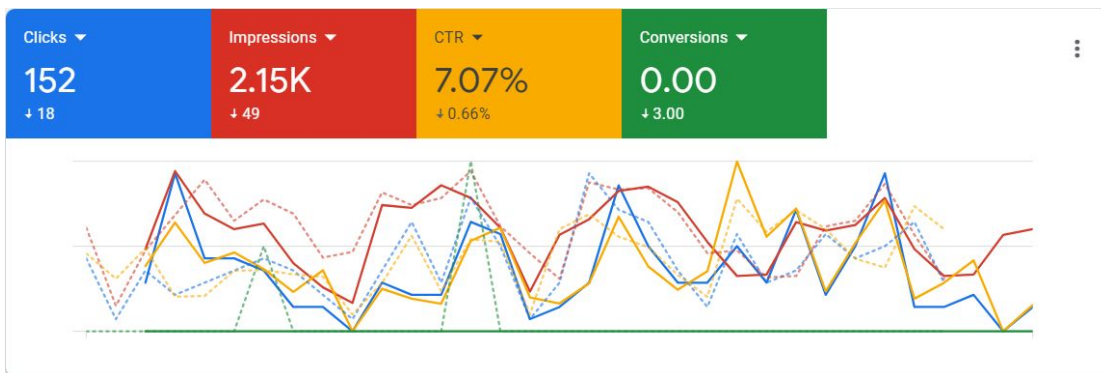 Clicks
152
↓ 18
Impressions
2.15K
↓ 49
CTR
7.07%
↓ 0.66%
Conversions
0.00
↓ 3.00